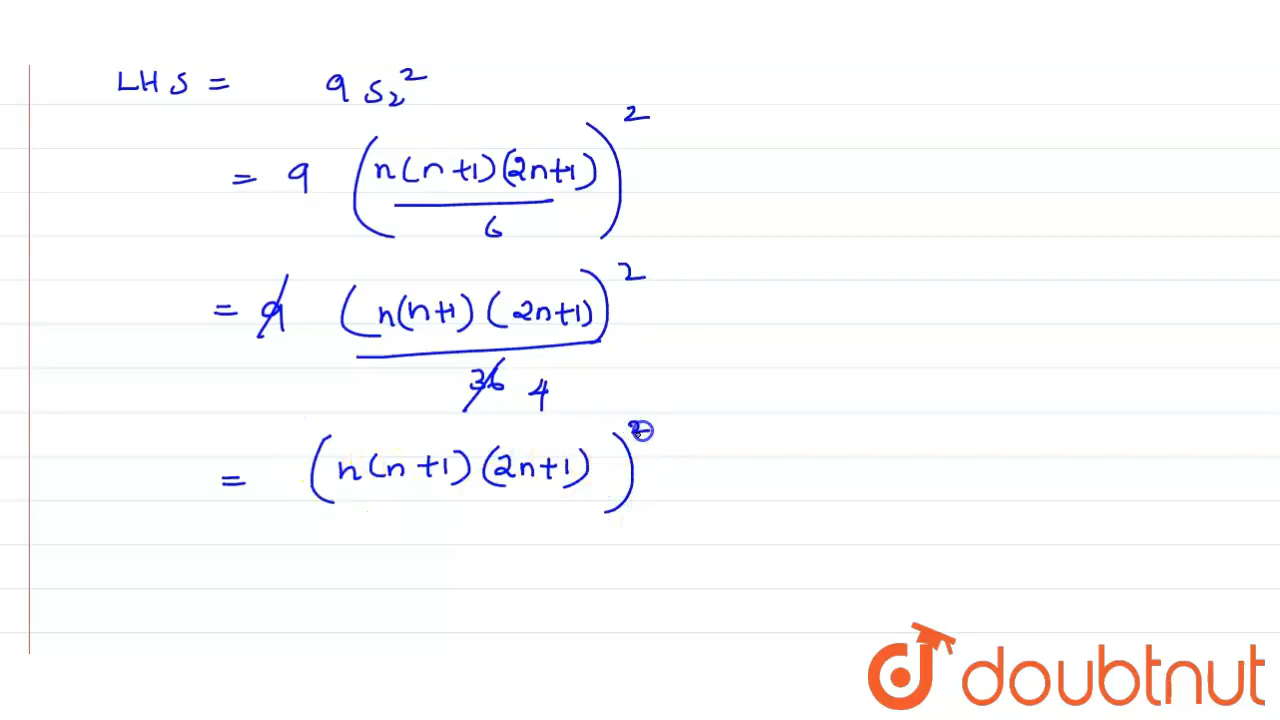 LHS = 9 S₂²
= 9 (n(n+1)(2n+1)/6)²
= 9 (n(n+1)(2n+1))²/36 4
= (n(n+1)(2n+1))²
doubtnut